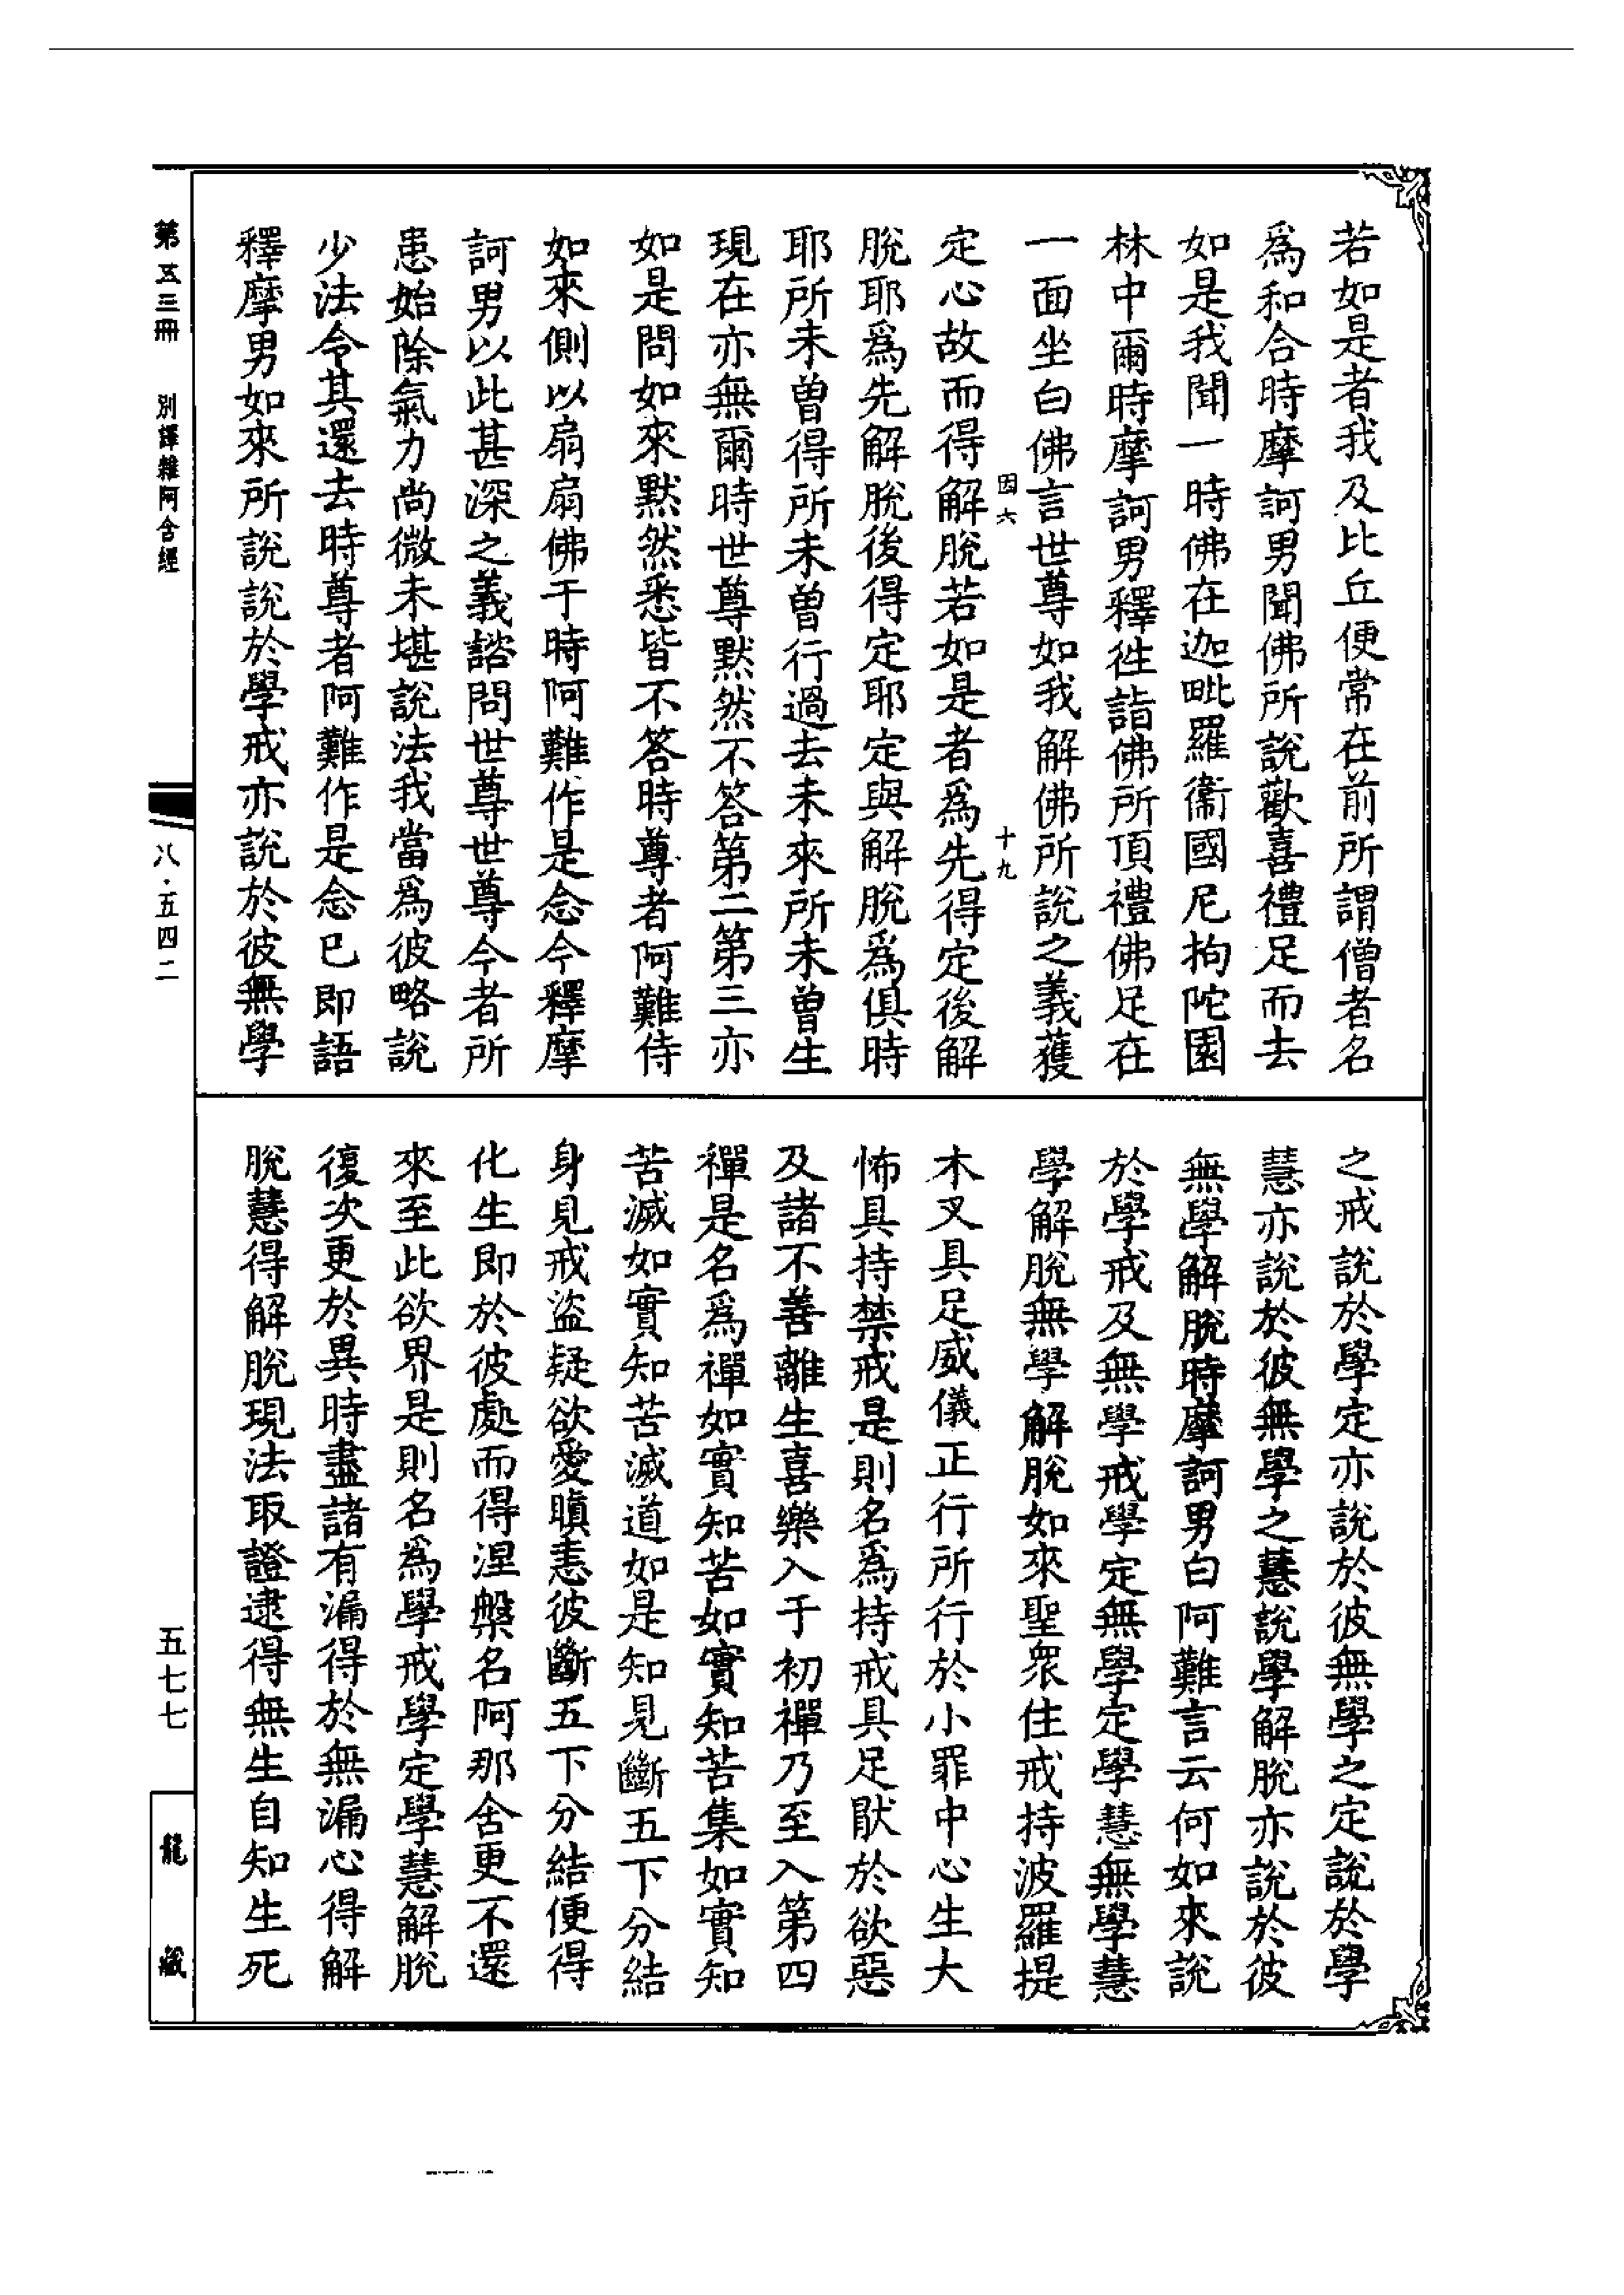 若如是者我及比丘便常在前所謂僧者名
爲和合時摩訶男聞佛所說歡喜禮足而去
如是我聞一時佛在迦毗羅衞國尼拘陀園
林中爾時摩訶男釋往詣佛所頂禮佛足在
一面坐白佛言世尊如我解佛所說之義獲
因六
十九
定心故而得解脫若如是者爲先得定後解
脫耶爲先解脫後得定耶定與解脫爲俱時
耶所未曾得所未曾行過去未來所未曾生
現在亦無爾時世尊默然不答第二第三亦
如是問如來默然悉皆不答時尊者阿難侍
如來側以扇扇佛于時阿難作是念今釋摩
訶男以此甚深之義諮問世尊世尊今者所
患始除氣力尚微未堪說法我當爲彼略說
少法令其還去時尊者阿難作是念已即語
釋摩男如來所說說於學戒亦說於彼無學
之戒說於學定亦說於彼無學之定說於學
慧亦說於彼無學之慧說學解脫亦說於彼
無學解脫時摩訶男白阿難言云何如來說
於學戒及無學戒學定無學定學慧無學慧
學解脫無學解脫如來聖衆住戒持波羅提
木叉具足威儀正行所行於小罪中心生大
怖具持禁戒是則名爲持戒具足猒於欲惡
及諸不善離生喜樂入于初禪乃至入第四
禪是名爲禪如實知苦如實知苦集如實知
苦滅如實知苦滅道如是知見斷五下分結
身見戒盜疑欲愛瞋恚彼斷五下分結便得
化生即於彼處而得涅槃名阿那含更不還
來至此欲界是則名爲學戒學定學慧解脫
復次更於異時盡諸有漏得於無漏心得解
脫慧得解脫現法取證逮得無生自知生死
第五三冊
別譯雜阿含經
八·五四二
五七七
龍藏